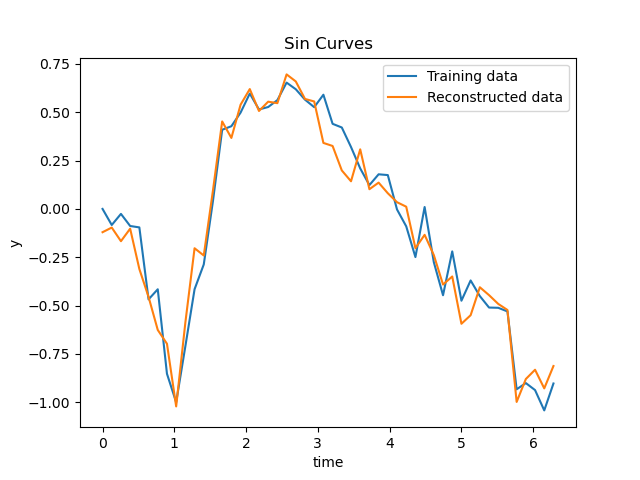 Sin Curves
Training data
Reconstructed data
y
0.75
0.50
0.25
0.00
−0.25
−0.50
−0.75
−1.00
0 1 2 3 4 5 6
time